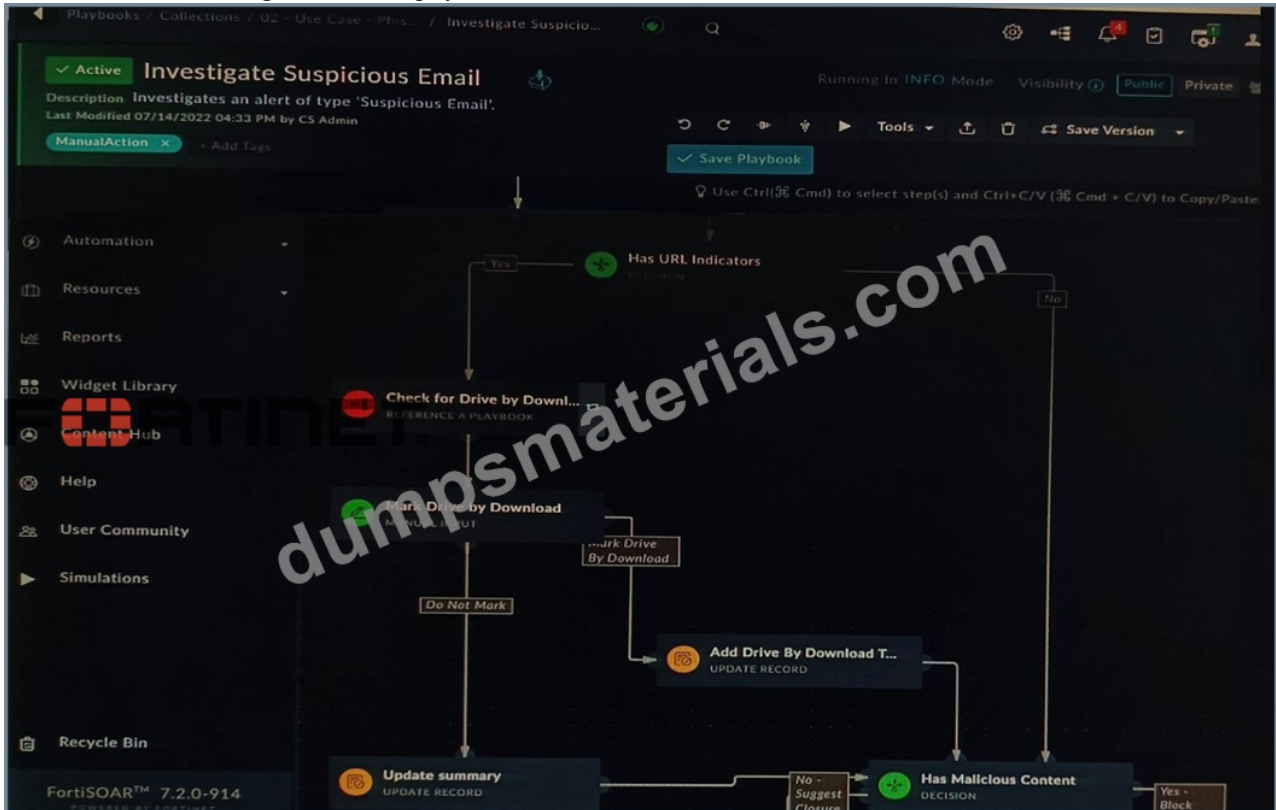 Playbooks / Collections / 02 - Use Case - Phis... / Investigate Suspicio...
4
Active Investigate Suspicious Email
Running In INFO Mode Visibility Public Private
Description Investigates an alert of type 'Suspicious Email'.
Last Modified 07/14/2022 04:33 PM by CS Admin
Tools Save Version
ManualAction × + Add Tags
Save Playbook
Use Ctrl(⌘ Cmd) to select step(s) and Ctrl+C/V (⌘ Cmd + C/V) to Copy/Paste.
Automation
Resources
Reports
Widget Library
Content Hub
Help
User Community
Simulations
Recycle Bin
FortiSOAR™ 7.2.0-914
POWERED BY FORTINET
Yes
Has URL Indicators
DECISION
No
Check for Drive by Downl...
REFERENCE A PLAYBOOK
Mark Drive by Download
MANUAL INPUT
Mark Drive
By Download
Do Not Mark
Add Drive By Download T...
UPDATE RECORD
Update summary
UPDATE RECORD
No -
Suggest
Closure
Has Malicious Content
DECISION
Yes -
Block
FORTINET
dumpsmaterials.com